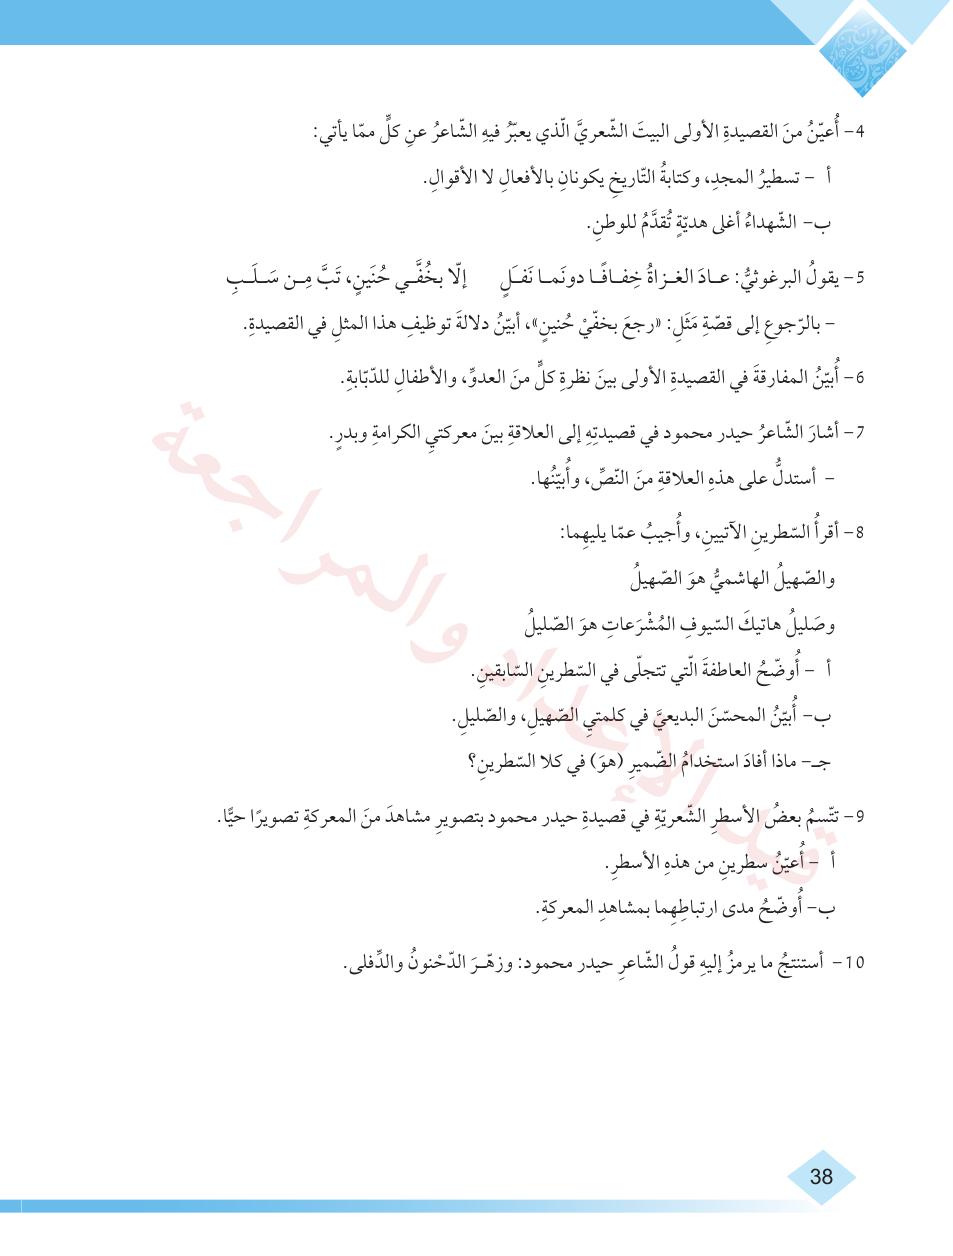 4- أُعيّنُ منَ القصيدةِ الأولى البيتَ الشّعريَّ الّذي يعبّرُ فيهِ الشّاعرُ عن كلٍّ ممّا يأتي:
أ - تسطيرُ المجدِ، وكتابةُ التّاريخِ يكونانِ بالأفعالِ لا الأقوالِ.
ب- الشّهداءُ أغلى هديّةٍ تُقدَّمُ للوطنِ.
5- يقولُ البرغوثيُّ: عـادَ الغـزاةُ خِفـافًـا دونَمـا نَفـَلٍ إلّا بخُفَّـي حُنَينٍ، تَبَّ مِـن سَـلَـبِ
- بالرّجوعِ إلى قصّةِ مَثَلِ: «رجعَ بخفّيْ حُنينٍ»، أبيّنُ دلالةَ توظيفِ هذا المثلِ في القصيدةِ.
6- أُبيّنُ المفارقةَ في القصيدةِ الأولى بينَ نظرةِ كلٍّ منَ العدوِّ، والأطفالِ للدّبّابةِ.
7- أشارَ الشّاعرُ حيدر محمود في قصيدتِهِ إلى العلاقةِ بينَ معركتيِ الكرامةِ وبدرٍ.
- أستدلُّ على هذهِ العلاقةِ منَ النّصِّ، وأُبيّنُها.
8- أقرأُ السّطرينِ الآتيينِ، وأُجيبُ عمّا يليهِما:
والصّهيلُ الهاشميُّ هوَ الصّهيلُ
وصَليلُ هاتيكَ السّيوفِ المُشْرَعاتِ هوَ الصّليلُ
أ - أُوضّحُ العاطفةَ الّتي تتجلّى في السّطرينِ السّابقينِ.
ب- أُبيّنُ المحسّنَ البديعيَّ في كلمتيِ الصّهيلِ، والصّليلِ.
جـ- ماذا أفادَ استخدامُ الضّميرِ (هوَ) في كلا السّطرينِ؟
9- تتّسمُ بعضُ الأسطرِ الشّعريّةِ في قصيدةِ حيدر محمود بتصويرِ مشاهدَ منَ المعركةِ تصويرًا حيًّا.
أ - أُعيّنُ سطرينِ من هذهِ الأسطرِ.
ب- أُوضّحُ مدى ارتباطِهِما بمشاهدِ المعركةِ.
10- أستنتجُ ما يرمزُ إليهِ قولُ الشّاعرِ حيدر محمود: وزهّـرَ الدّحْنونُ والدِّفلى.
قيد الإعداد والمراجعة
38